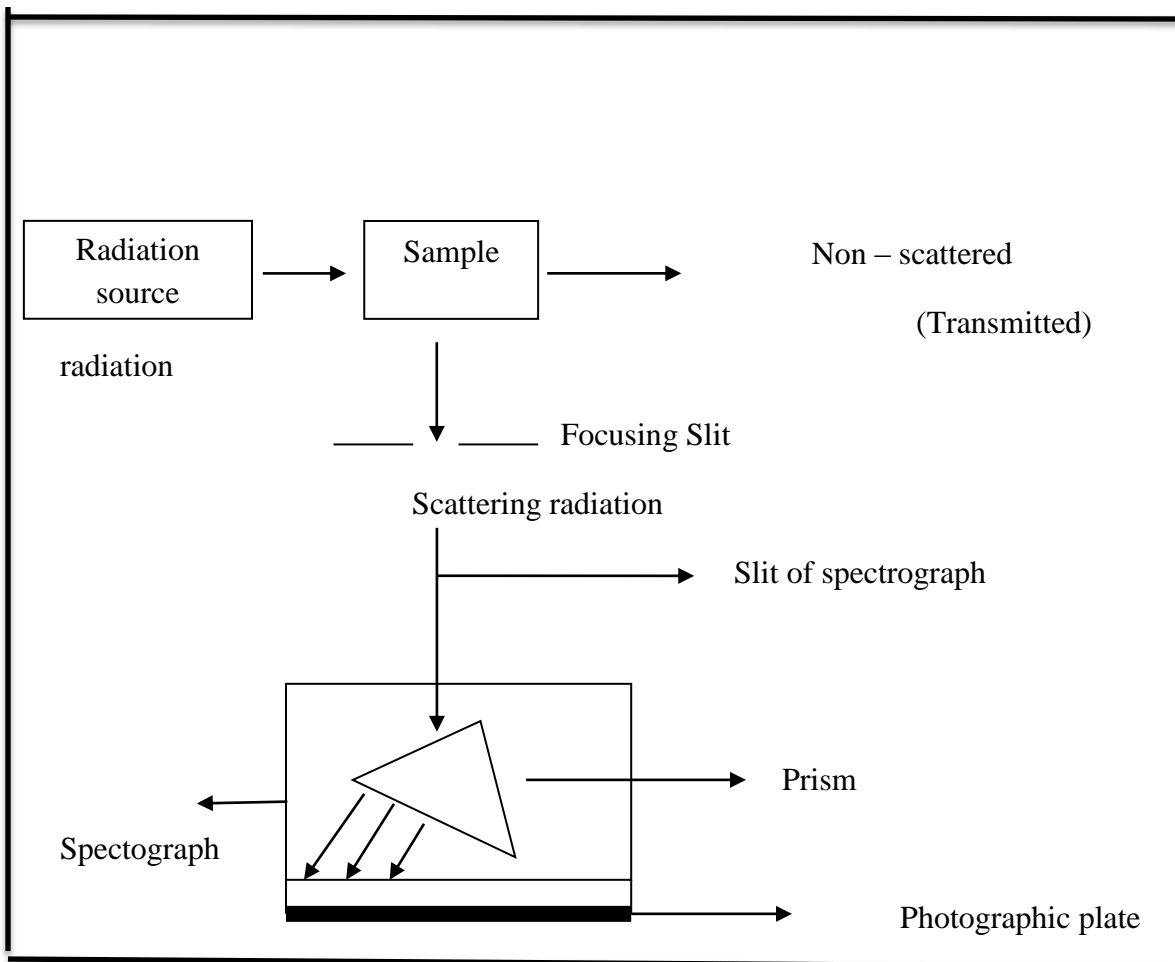 Radiation
source
Sample
Non – scattered
(Transmitted)
radiation
Focusing Slit
Scattering radiation
Slit of spectrograph
Prism
Spectograph
Photographic plate